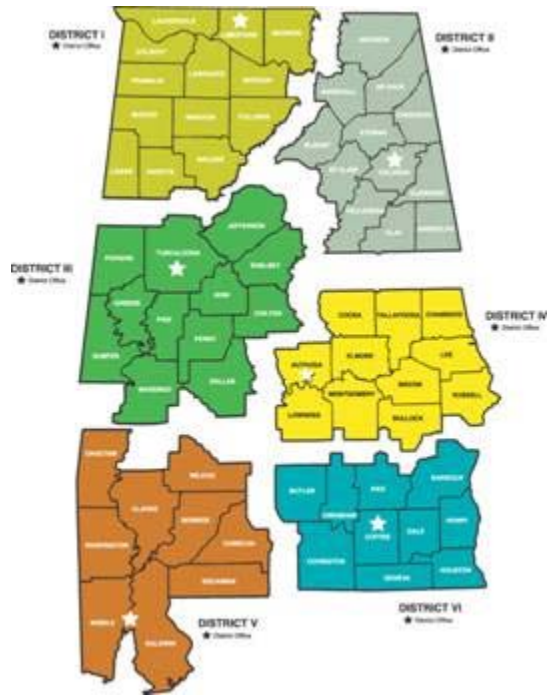 DISTRICT I
District Office
LAUDERDALE
LIMESTONE
MADISON
COLBERT
FRANKLIN
LAWRENCE
MORGAN
MARION
WINSTON
CULLMAN
LAMAR
FAYETTE
WALKER
DISTRICT II
District Office
JACKSON
MARSHALL
DE KALB
CHEROKEE
ETOWAH
BLOUNT
ST CLAIR
CALHOUN
CLEBURNE
TALLADEGA
CLAY
RANDOLPH
DISTRICT III
District Office
JEFFERSON
PICKENS
TUSCALOOSA
SHELBY
GREENE
BIBB
HALE
CHILTON
PERRY
SUMTER
MARENGO
DALLAS
DISTRICT IV
District Office
COOSA
TALLAPOOSA
CHAMBERS
AUTAUGA
ELMORE
LEE
MACON
RUSSELL
LOWNDES
MONTGOMERY
BULLOCK
DISTRICT V
District Office
CHOCTAW
WILCOX
CLARKE
MONROE
WASHINGTON
CONECUH
ESCAMBIA
MOBILE
BALDWIN
DISTRICT VI
District Office
BUTLER
PIKE
BARBOUR
CRENSHAW
COFFEE
DALE
HENRY
COVINGTON
GENEVA
HOUSTON